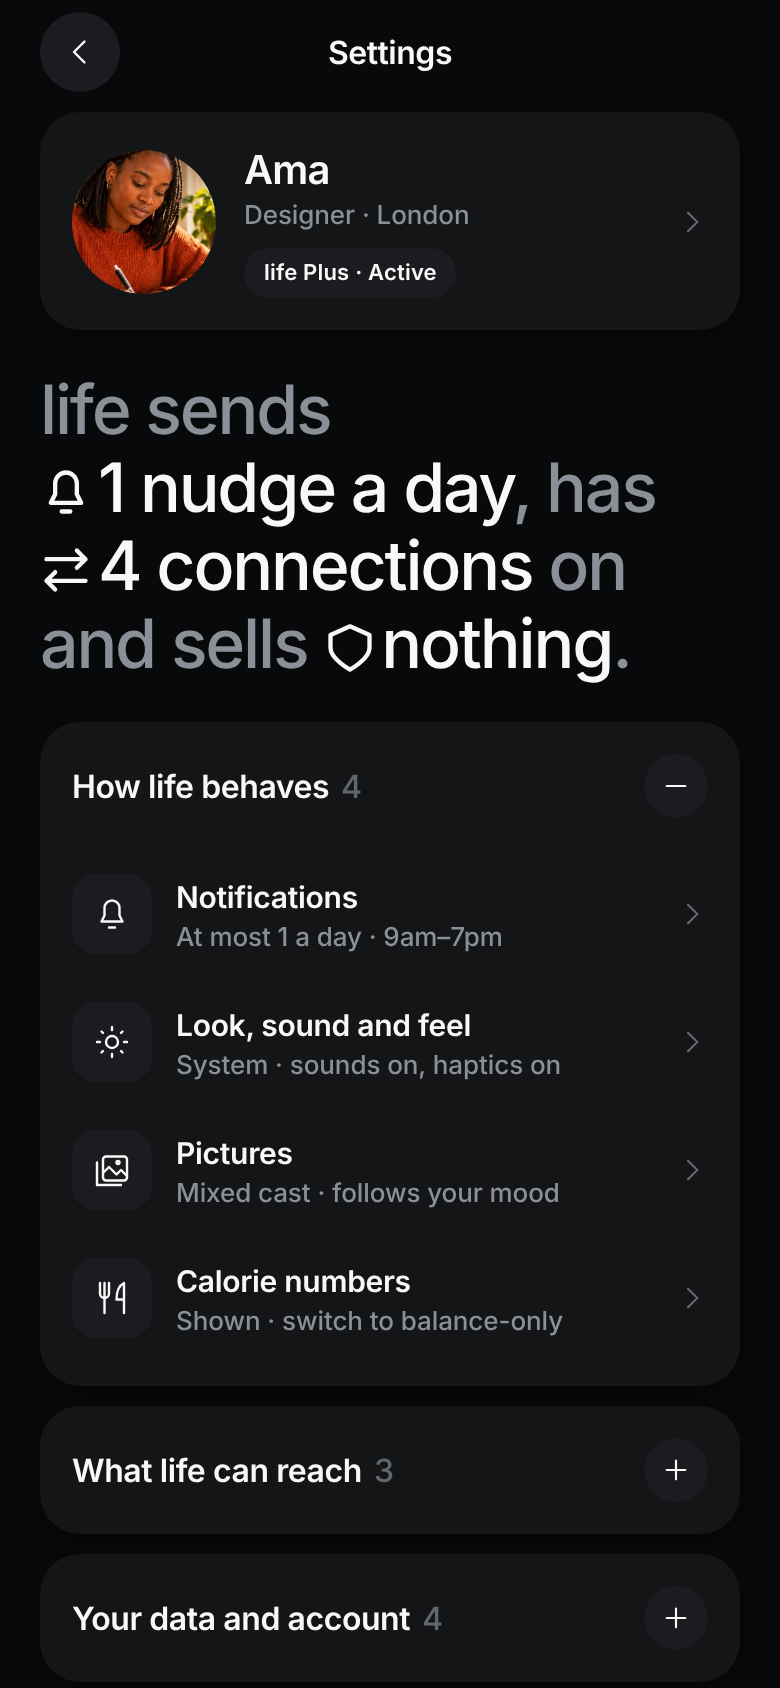 Settings
Ama
Designer · London
life Plus · Active
life sends
1 nudge a day, has
4 connections on
and sells nothing.
How life behaves 4
Notifications
At most 1 a day · 9am–7pm
Look, sound and feel
System · sounds on, haptics on
Pictures
Mixed cast · follows your mood
Calorie numbers
Shown · switch to balance-only
What life can reach 3
Your data and account 4